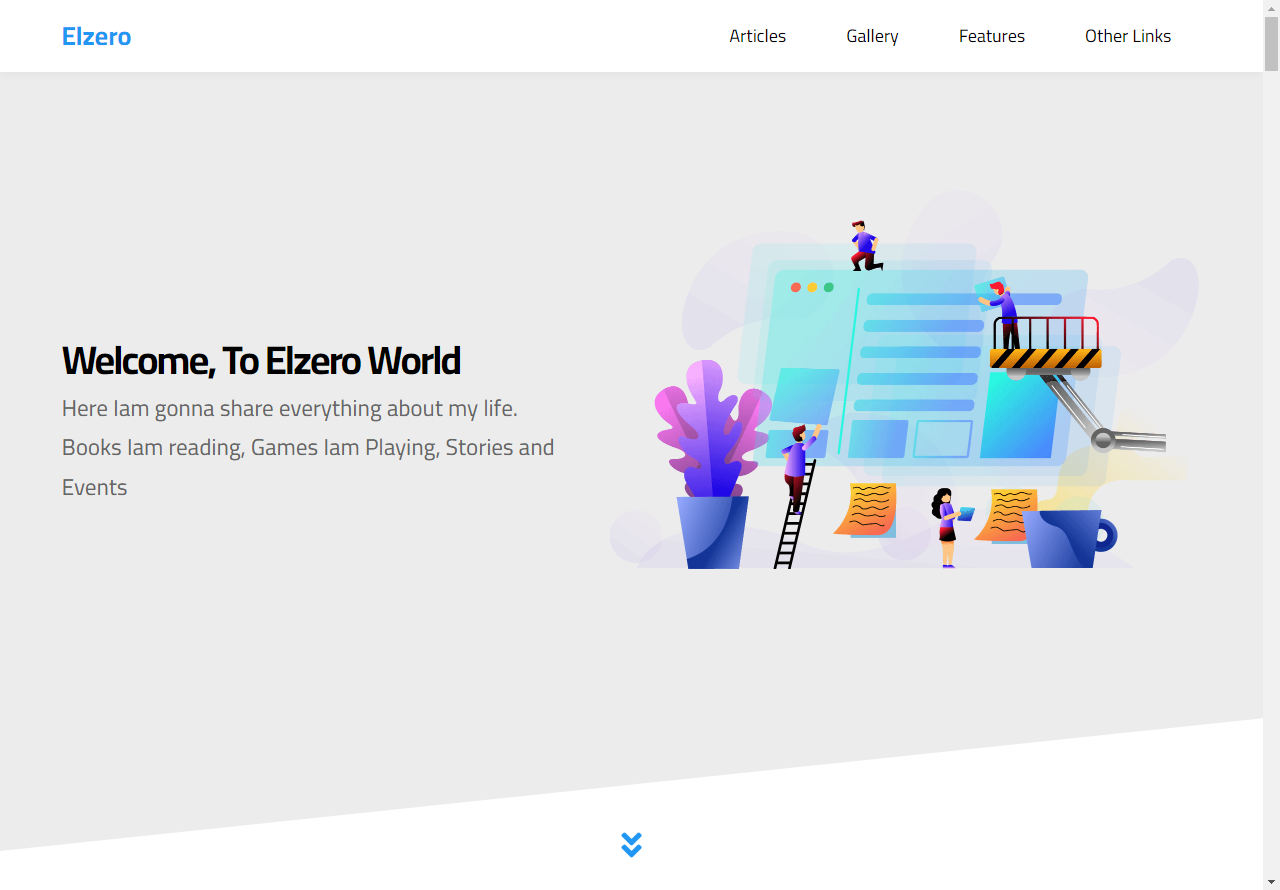 Elzero
Articles
Gallery
Features
Other Links
Welcome, To Elzero World
Here Iam gonna share everything about my life.
Books Iam reading, Games Iam Playing, Stories and
Events